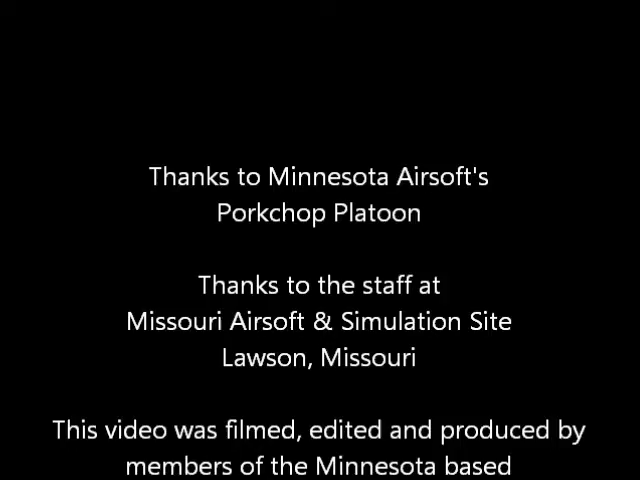 Thanks to Minnesota Airsoft's
Porkchop Platoon
Thanks to the staff at
Missouri Airsoft & Simulation Site
Lawson, Missouri
This video was filmed, edited and produced by
members of the Minnesota based